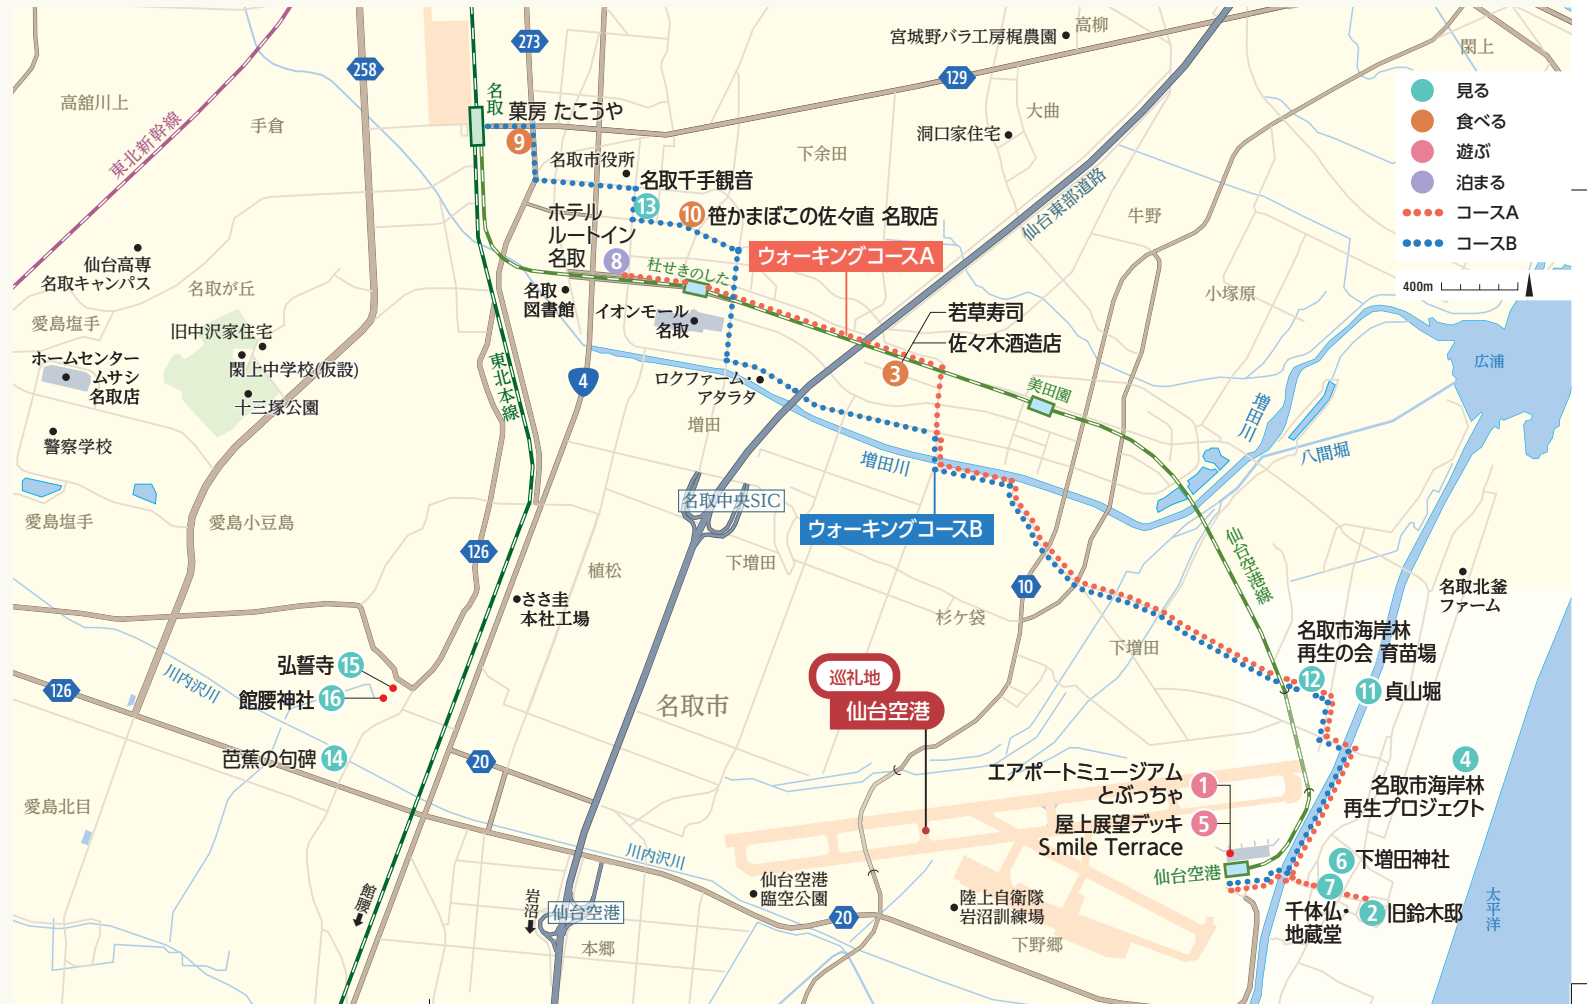 273
宮城野バラ工房梶農園
高柳
閖上
258
129
高舘川上
手倉
東北新幹線
名取
菓房 たこうや
9
大曲
洞口家住宅
下余田
見る
食べる
遊ぶ
泊まる
コースA
コースB
400m
名取市役所
名取千手観音
13
10
笹かまぼこの佐々直 名取店
ホテル
ルートイン
名取
8
仙台東部道路
牛野
ウォーキングコースA
杜せきのした
仙台高専
名取キャンパス
名取が丘
愛島塩手
旧中沢家住宅
名取
図書館
イオンモール
名取
若草寿司
佐々木酒造店
小塚原
広浦
ホームセンター
ムサシ
名取店
閖上中学校(仮設)
十三塚公園
東北本線
4
ロクファーム・
アタラタ
3
美田園
増田川
八間堀
警察学校
増田
増田川
名取中央SIC
ウォーキングコースB
愛島塩手
愛島小豆島
126
植松
下増田
10
仙台空港線
名取北釜
ファーム
ささ圭
本社工場
杉ケ袋
下増田
名取市海岸林
再生の会 育苗場
12
11
貞山堀
弘誓寺
15
館腰神社
16
川内沢川
126
名取市
巡礼地
仙台空港
芭蕉の句碑
14
20
エアポートミュージアム
とぶっちゃ
1
屋上展望デッキ
S.mile Terrace
5
4
名取市海岸林
再生プロジェクト
愛島北目
川内沢川
仙台空港
6
下増田神社
7
千体仏・
地蔵堂
2
旧鈴木邸
太平洋
館腰
岩沼
仙台空港
本郷
仙台空港
臨空公園
20
陸上自衛隊
岩沼訓練場
下野郷